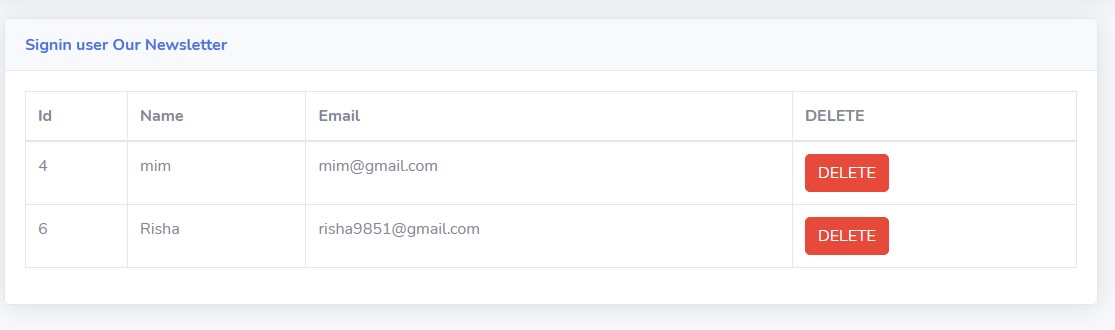 Signin user Our Newsletter
Id Name Email DELETE
4 mim mim@gmail.com DELETE
6 Risha risha9851@gmail.com DELETE